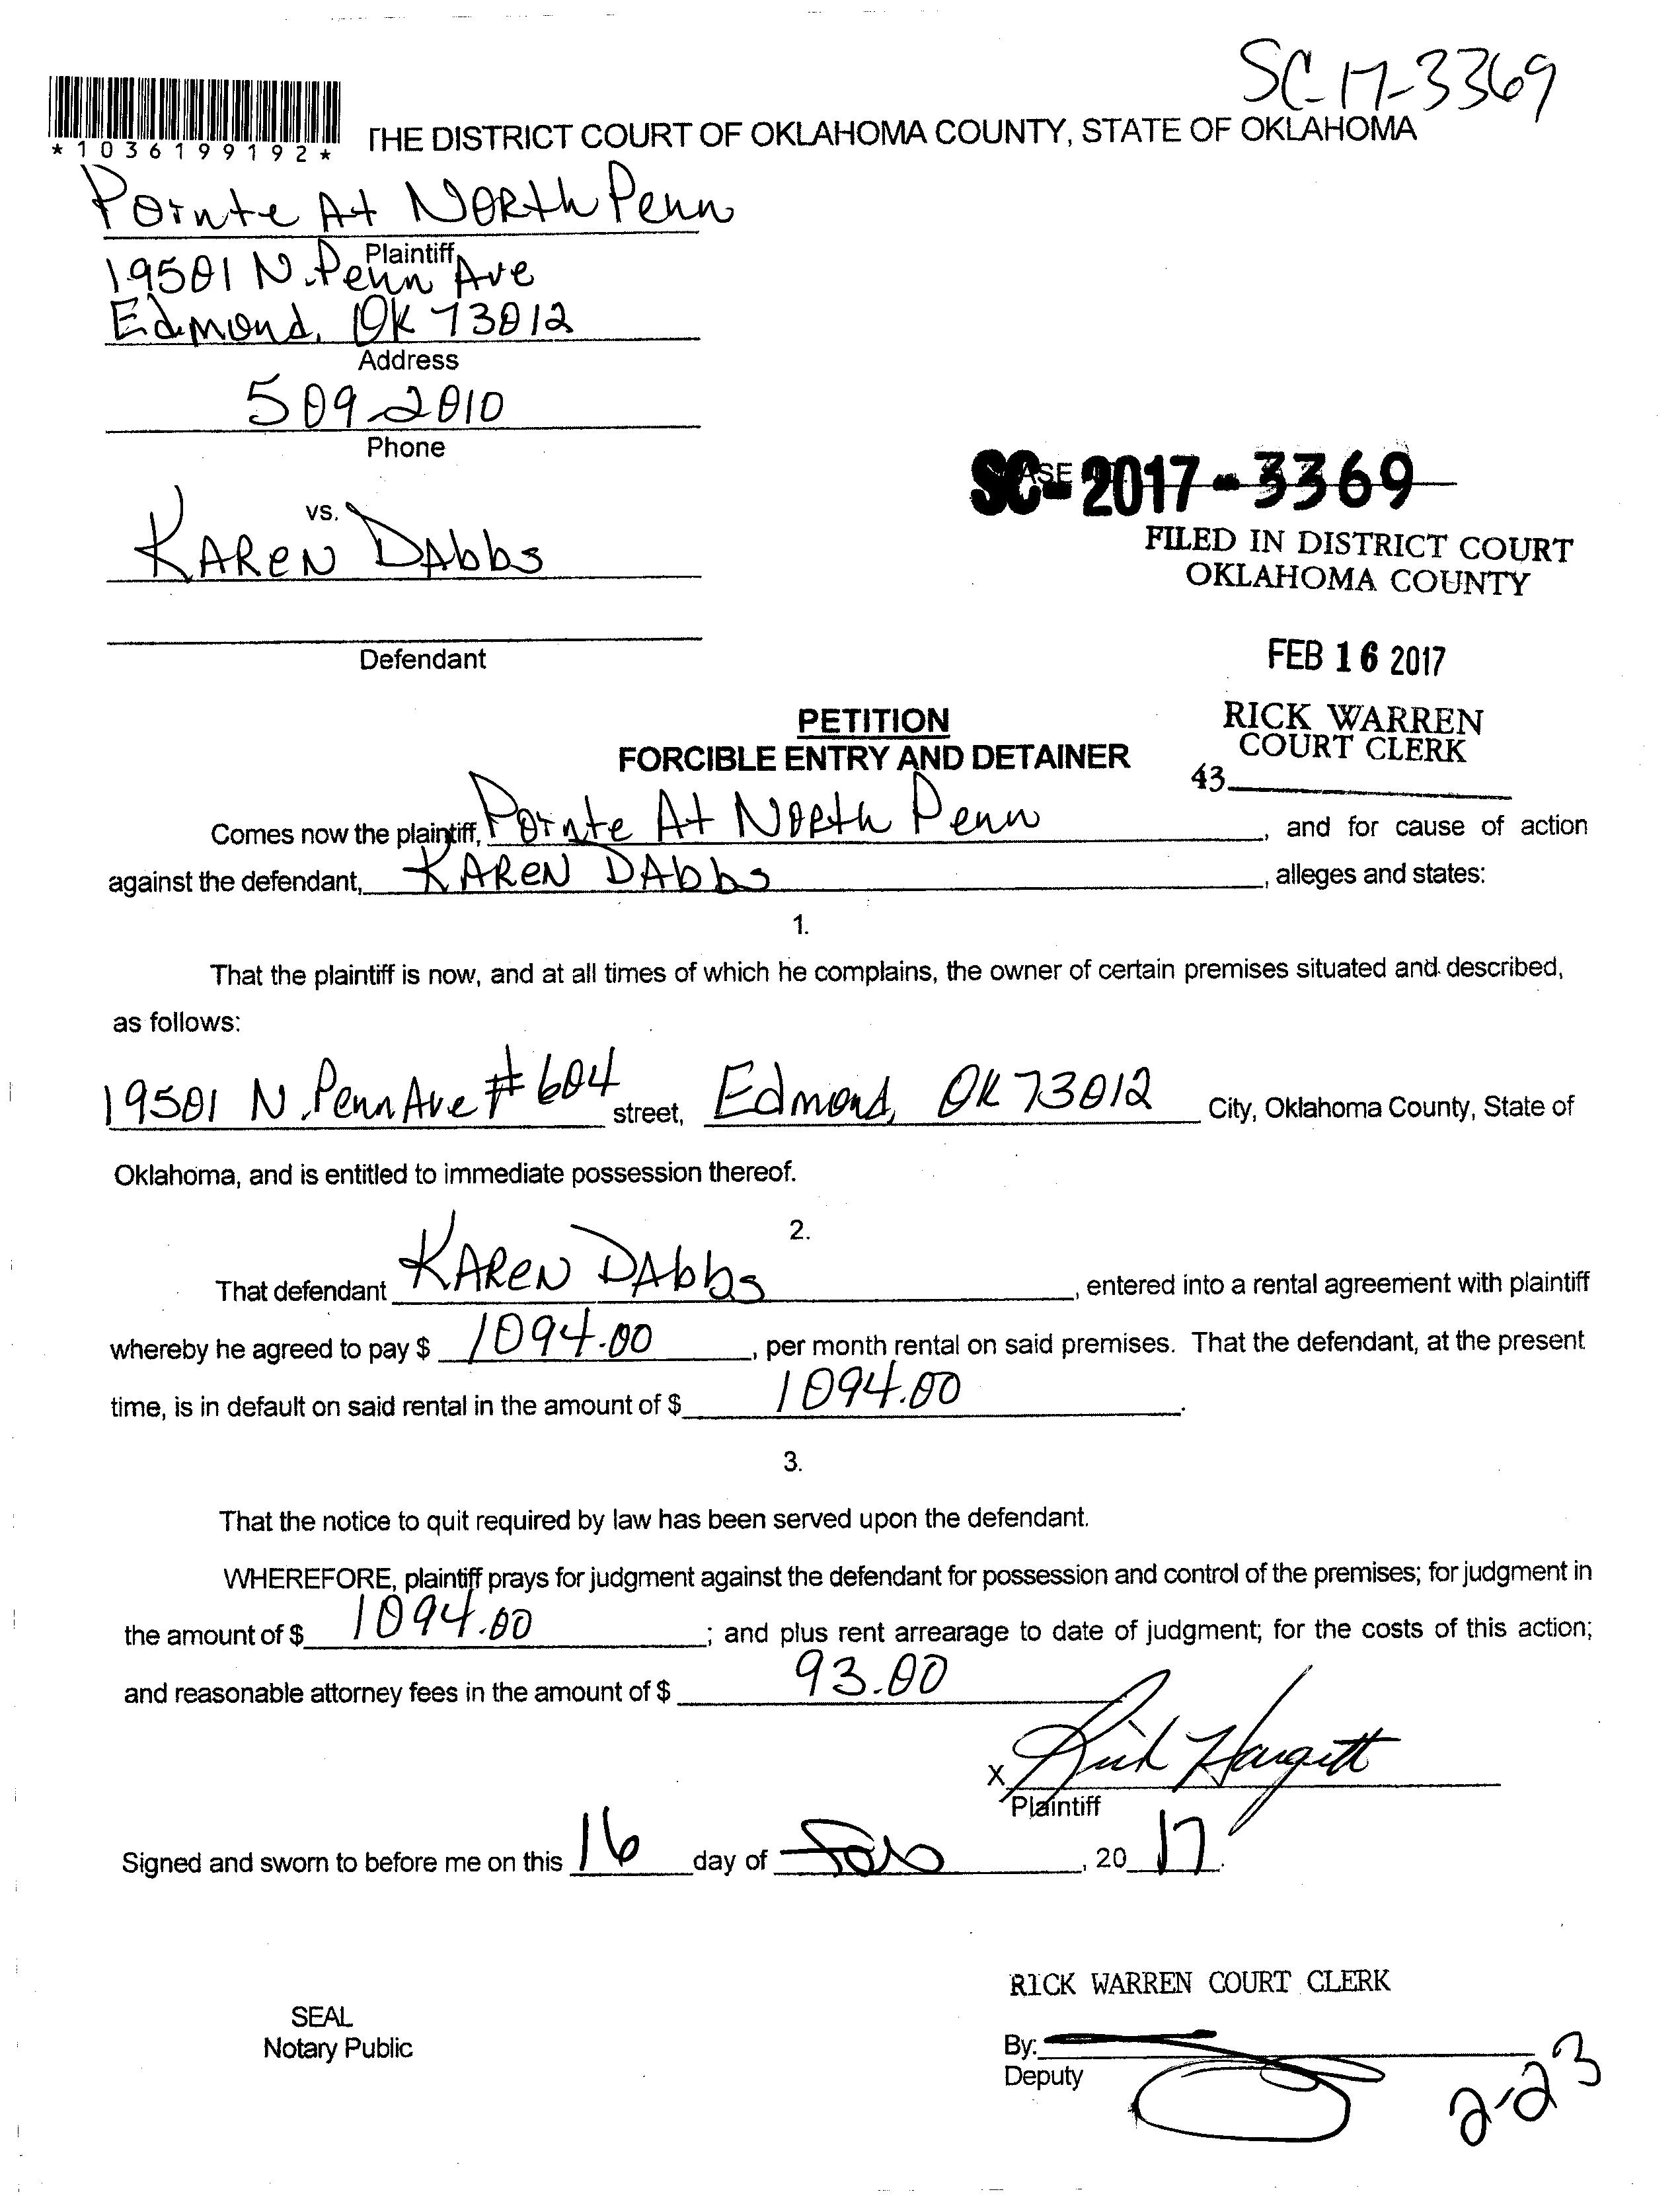 SC-17-3369
*1036199192*
THE DISTRICT COURT OF OKLAHOMA COUNTY, STATE OF OKLAHOMA
Pointe At North Penn
Plaintiff
19501 N. Penn Ave
Edmond, OK 73012
Address
509-2010
Phone
vs.
KAREN DAbbs
Defendant
SC-2017-3369
FILED IN DISTRICT COURT
OKLAHOMA COUNTY
FEB 16 2017
RICK WARREN
COURT CLERK
43
PETITION
FORCIBLE ENTRY AND DETAINER
Comes now the plaintiff, Pointe At North Penn, and for cause of action
against the defendant, KAREN DAbbs, alleges and states:
1.
That the plaintiff is now, and at all times of which he complains, the owner of certain premises situated and described,
as follows:
19501 N. Penn Ave #604 street, Edmond, OK 73012 City, Oklahoma County, State of
Oklahoma, and is entitled to immediate possession thereof.
2.
That defendant KAREN DAbbs, entered into a rental agreement with plaintiff
whereby he agreed to pay $ 1094.00, per month rental on said premises. That the defendant, at the present
time, is in default on said rental in the amount of $ 1094.00.
3.
That the notice to quit required by law has been served upon the defendant.
WHEREFORE, plaintiff prays for judgment against the defendant for possession and control of the premises; for judgment in
the amount of $ 1094.00; and plus rent arrearage to date of judgment; for the costs of this action;
and reasonable attorney fees in the amount of $ 93.00
X Rick Hargett
Plaintiff
Signed and sworn to before me on this 16 day of Feb, 20 17.
RICK WARREN COURT CLERK
SEAL
Notary Public
By:
Deputy
2-23